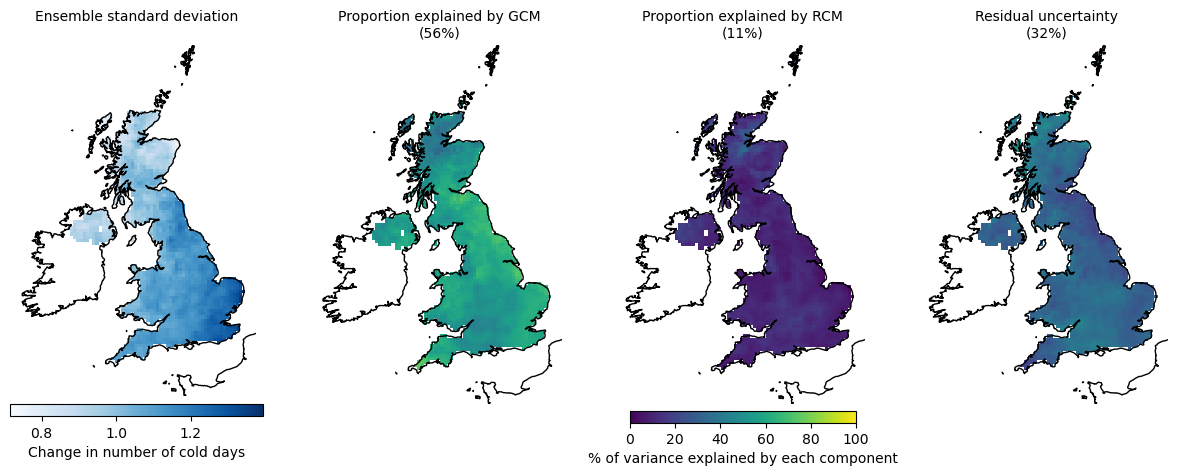 Ensemble standard deviation
Proportion explained by GCM
(56%)
Proportion explained by RCM
(11%)
Residual uncertainty
(32%)
0.8 1.0 1.2
Change in number of cold days
0 20 40 60 80 100
% of variance explained by each component